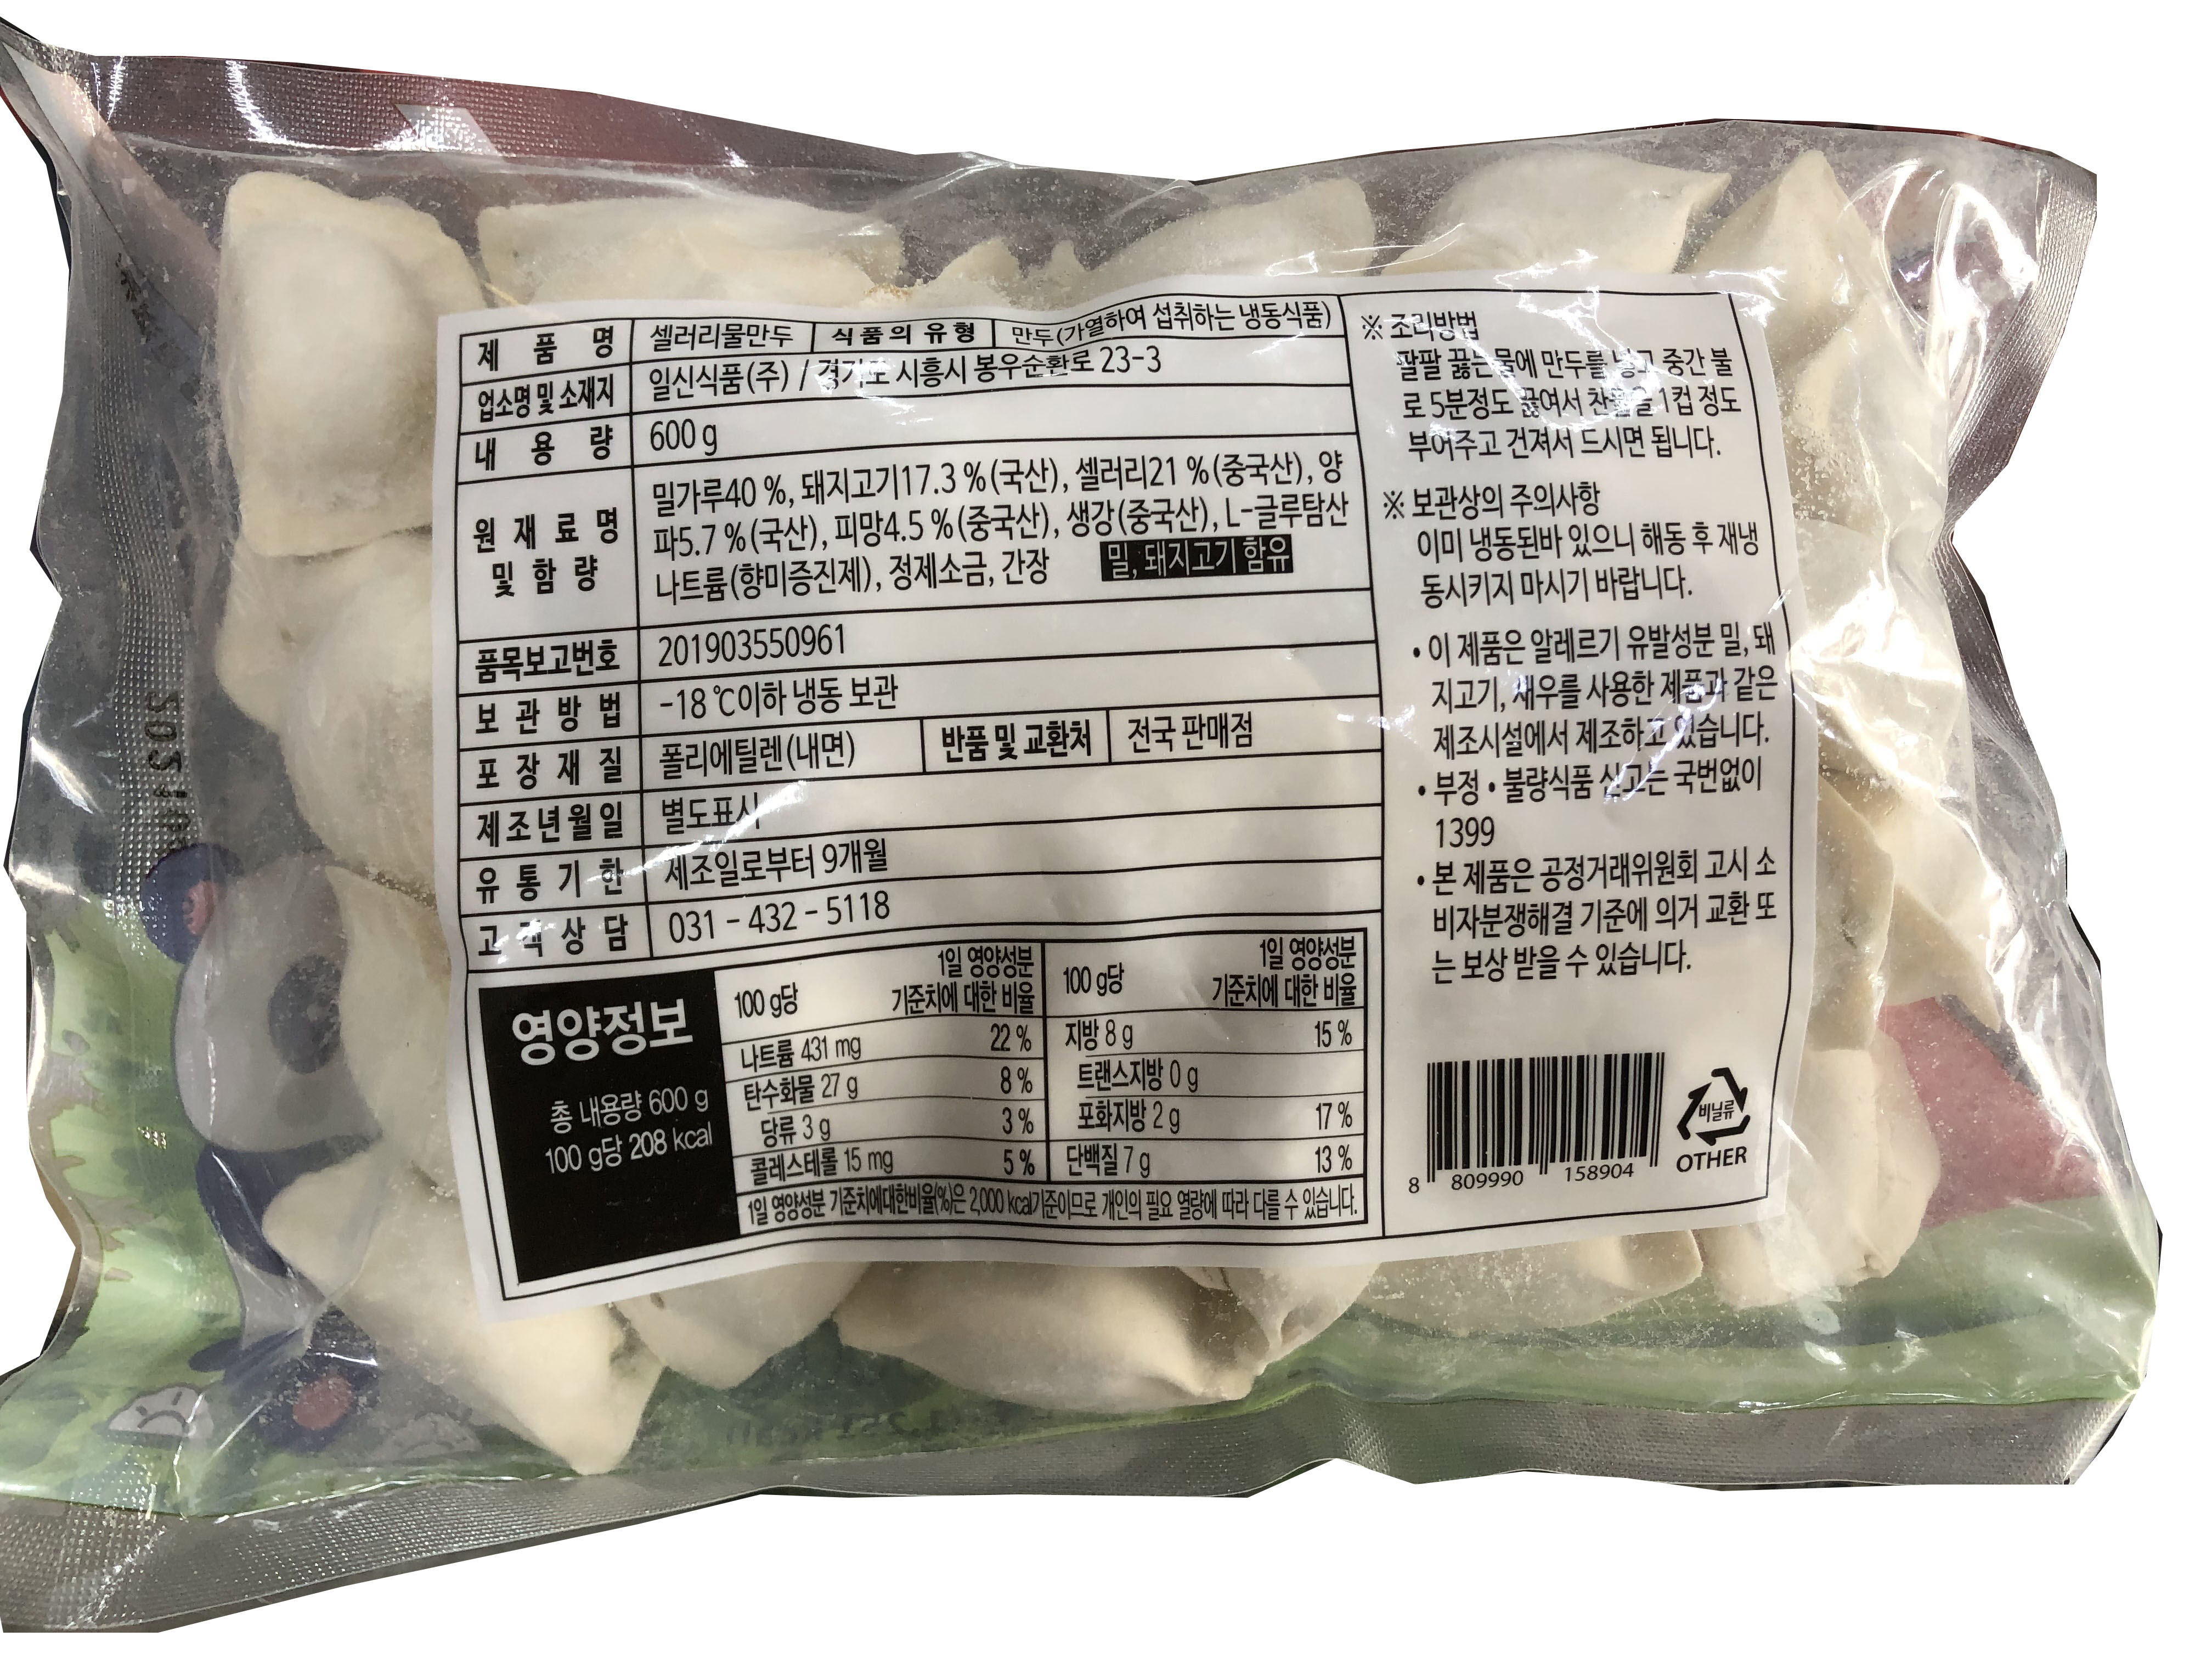 제 품 명 셀러리물만두 식품의 유형 만두(가열하여 섭취하는 냉동식품)
업소명 및 소재지 일신식품(주) / 경기도 시흥시 봉우순환로 23-3
내 용 량 600 g
원 재 료 명
및 함 량
밀가루40 %, 돼지고기17.3 %(국산), 셀러리21 %(중국산), 양
파5.7 %(국산), 피망4.5 %(중국산), 생강(중국산), L-글루탐산
나트륨(향미증진제), 정제소금, 간장 밀, 돼지고기 함유
품목보고번호 201903550961
보 관 방 법 -18 ℃이하 냉동 보관
포 장 재 질 폴리에틸렌(내면) 반품 및 교환처 전국 판매점
제조년월일 별도표시
유 통 기 한 제조일로부터 9개월
고 객 상 담 031 - 432 - 5118
영양정보
총 내용량 600 g
100 g당 208 kcal
100 g당 1일 영양성분
기준치에 대한 비율
나트륨 431 mg 22 %
탄수화물 27 g 8 %
당류 3 g 3 %
콜레스테롤 15 mg 5 %
100 g당 1일 영양성분
기준치에 대한 비율
지방 8 g 15 %
트랜스지방 0 g
포화지방 2 g 17 %
단백질 7 g 13 %
1일 영양성분 기준치에대한비율(%)은 2,000 kcal기준이므로 개인의 필요 열량에 따라 다를 수 있습니다.
※ 조리방법
팔팔 끓는 물에 만두를 넣고 중간 불
로 5분정도 끓여서 찬물을 1컵 정도
부어주고 건져서 드시면 됩니다.
※ 보관상의 주의사항
이미 냉동된바 있으니 해동 후 재냉
동시키지 마시기 바랍니다.
• 이 제품은 알레르기 유발성분 밀, 돼
지고기, 새우를 사용한 제품과 같은
제조시설에서 제조하고 있습니다.
• 부정 • 불량식품 신고는 국번없이
1399
• 본 제품은 공정거래위원회 고시 소
비자분쟁해결 기준에 의거 교환 또
는 보상 받을 수 있습니다.
8 809990 158904
비닐류
OTHER